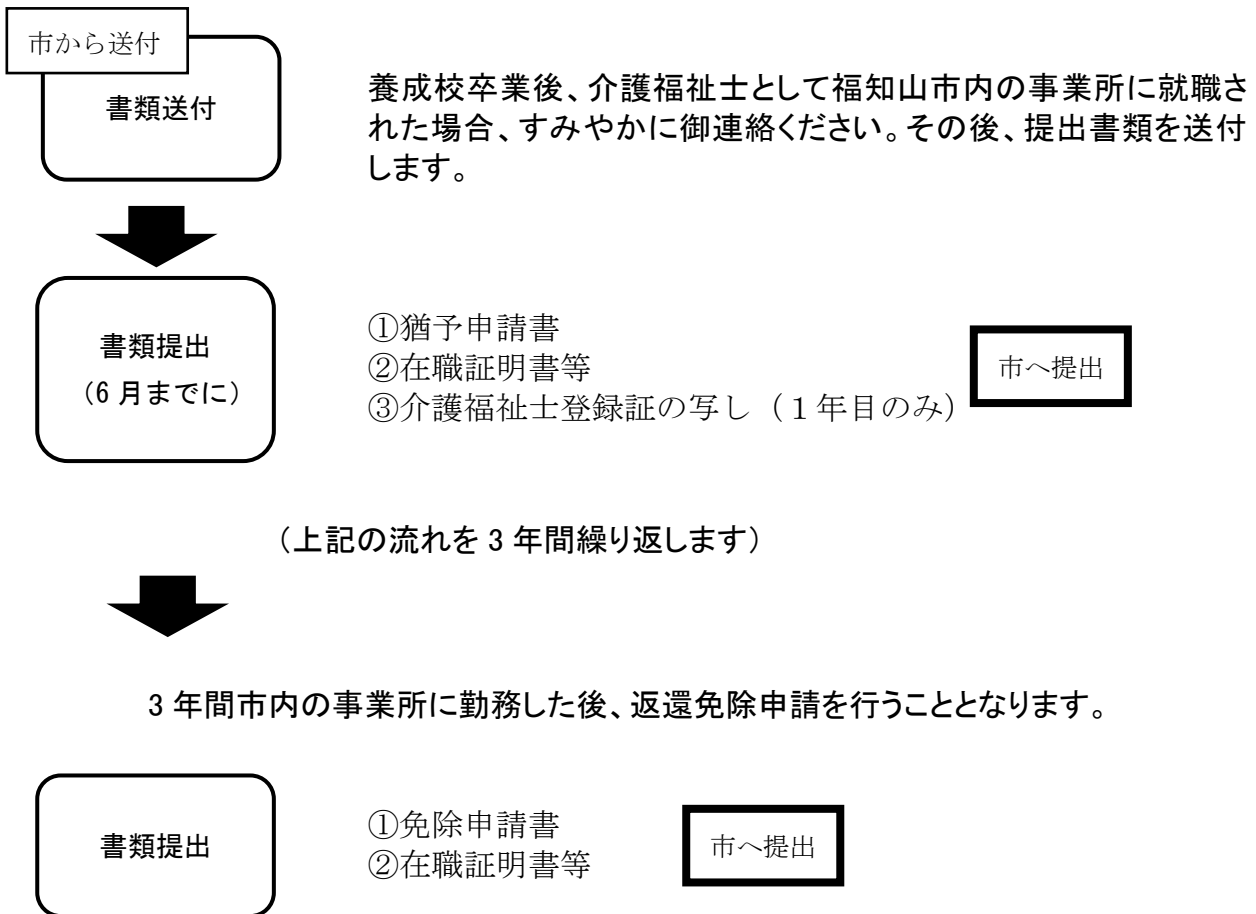 市から送付
書類送付
養成校卒業後、介護福祉士として福知山市内の事業所に就職さ
れた場合、すみやかに御連絡ください。その後、提出書類を送付
します。
書類提出
（6 月までに）
①猶予申請書
②在職証明書等
③介護福祉士登録証の写し（１年目のみ）
市へ提出
（上記の流れを 3 年間繰り返します）
3 年間市内の事業所に勤務した後、返還免除申請を行うこととなります。
書類提出
①免除申請書
②在職証明書等
市へ提出